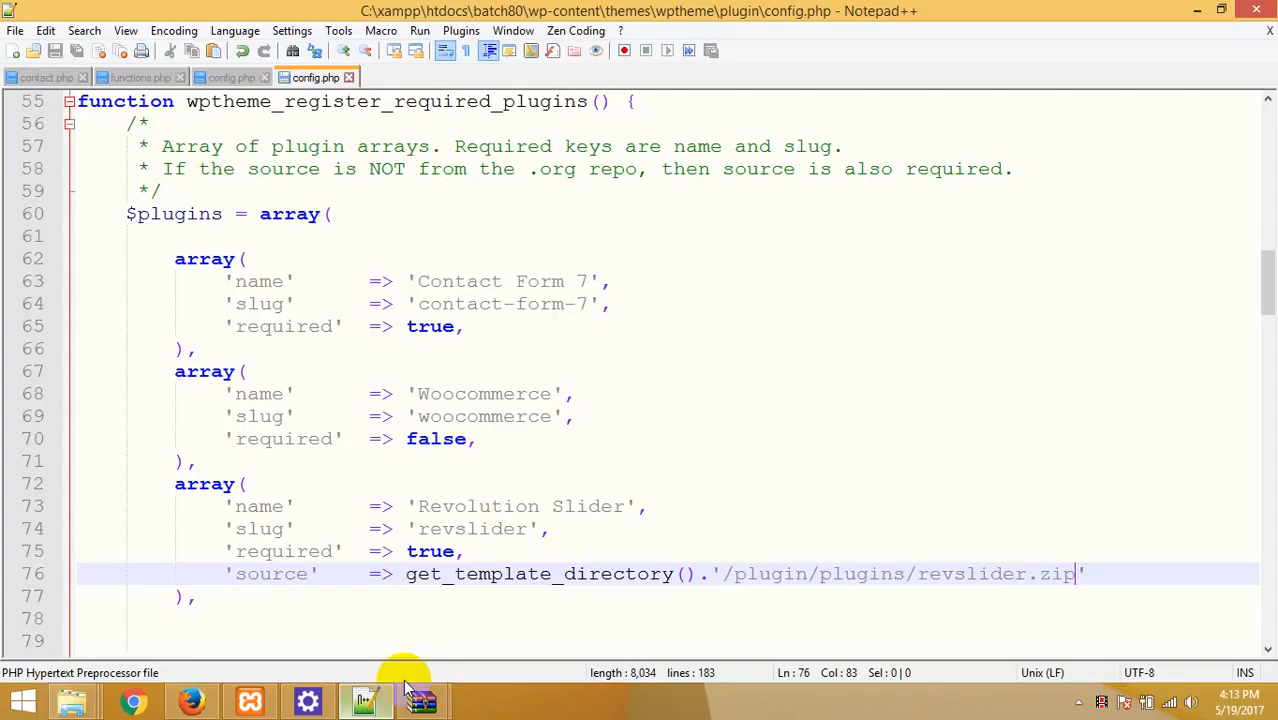 C:\xampp\htdocs\batch80\wp-content\themes\wptheme\plugin\config.php - Notepad++
File Edit Search View Encoding Language Settings Tools Macro Run Plugins Window Zen Coding ? X
contact.php functions.php config.php config.php
55 function wptheme_register_required_plugins() {
56 /*
57 * Array of plugin arrays. Required keys are name and slug.
58 * If the source is NOT from the .org repo, then source is also required.
59 */
60 $plugins = array(
61
62 array(
63 'name' => 'Contact Form 7',
64 'slug' => 'contact-form-7',
65 'required' => true,
66 ),
67 array(
68 'name' => 'Woocommerce',
69 'slug' => 'woocommerce',
70 'required' => false,
71 ),
72 array(
73 'name' => 'Revolution Slider',
74 'slug' => 'revslider',
75 'required' => true,
76 'source' => get_template_directory().'/plugin/plugins/revslider.zip'
77 ),
78
79
PHP Hypertext Preprocessor file length : 8,034 lines : 183 Ln : 76 Col : 83 Sel : 0 | 0 Unix (LF) UTF-8 INS
4:13 PM
5/19/2017